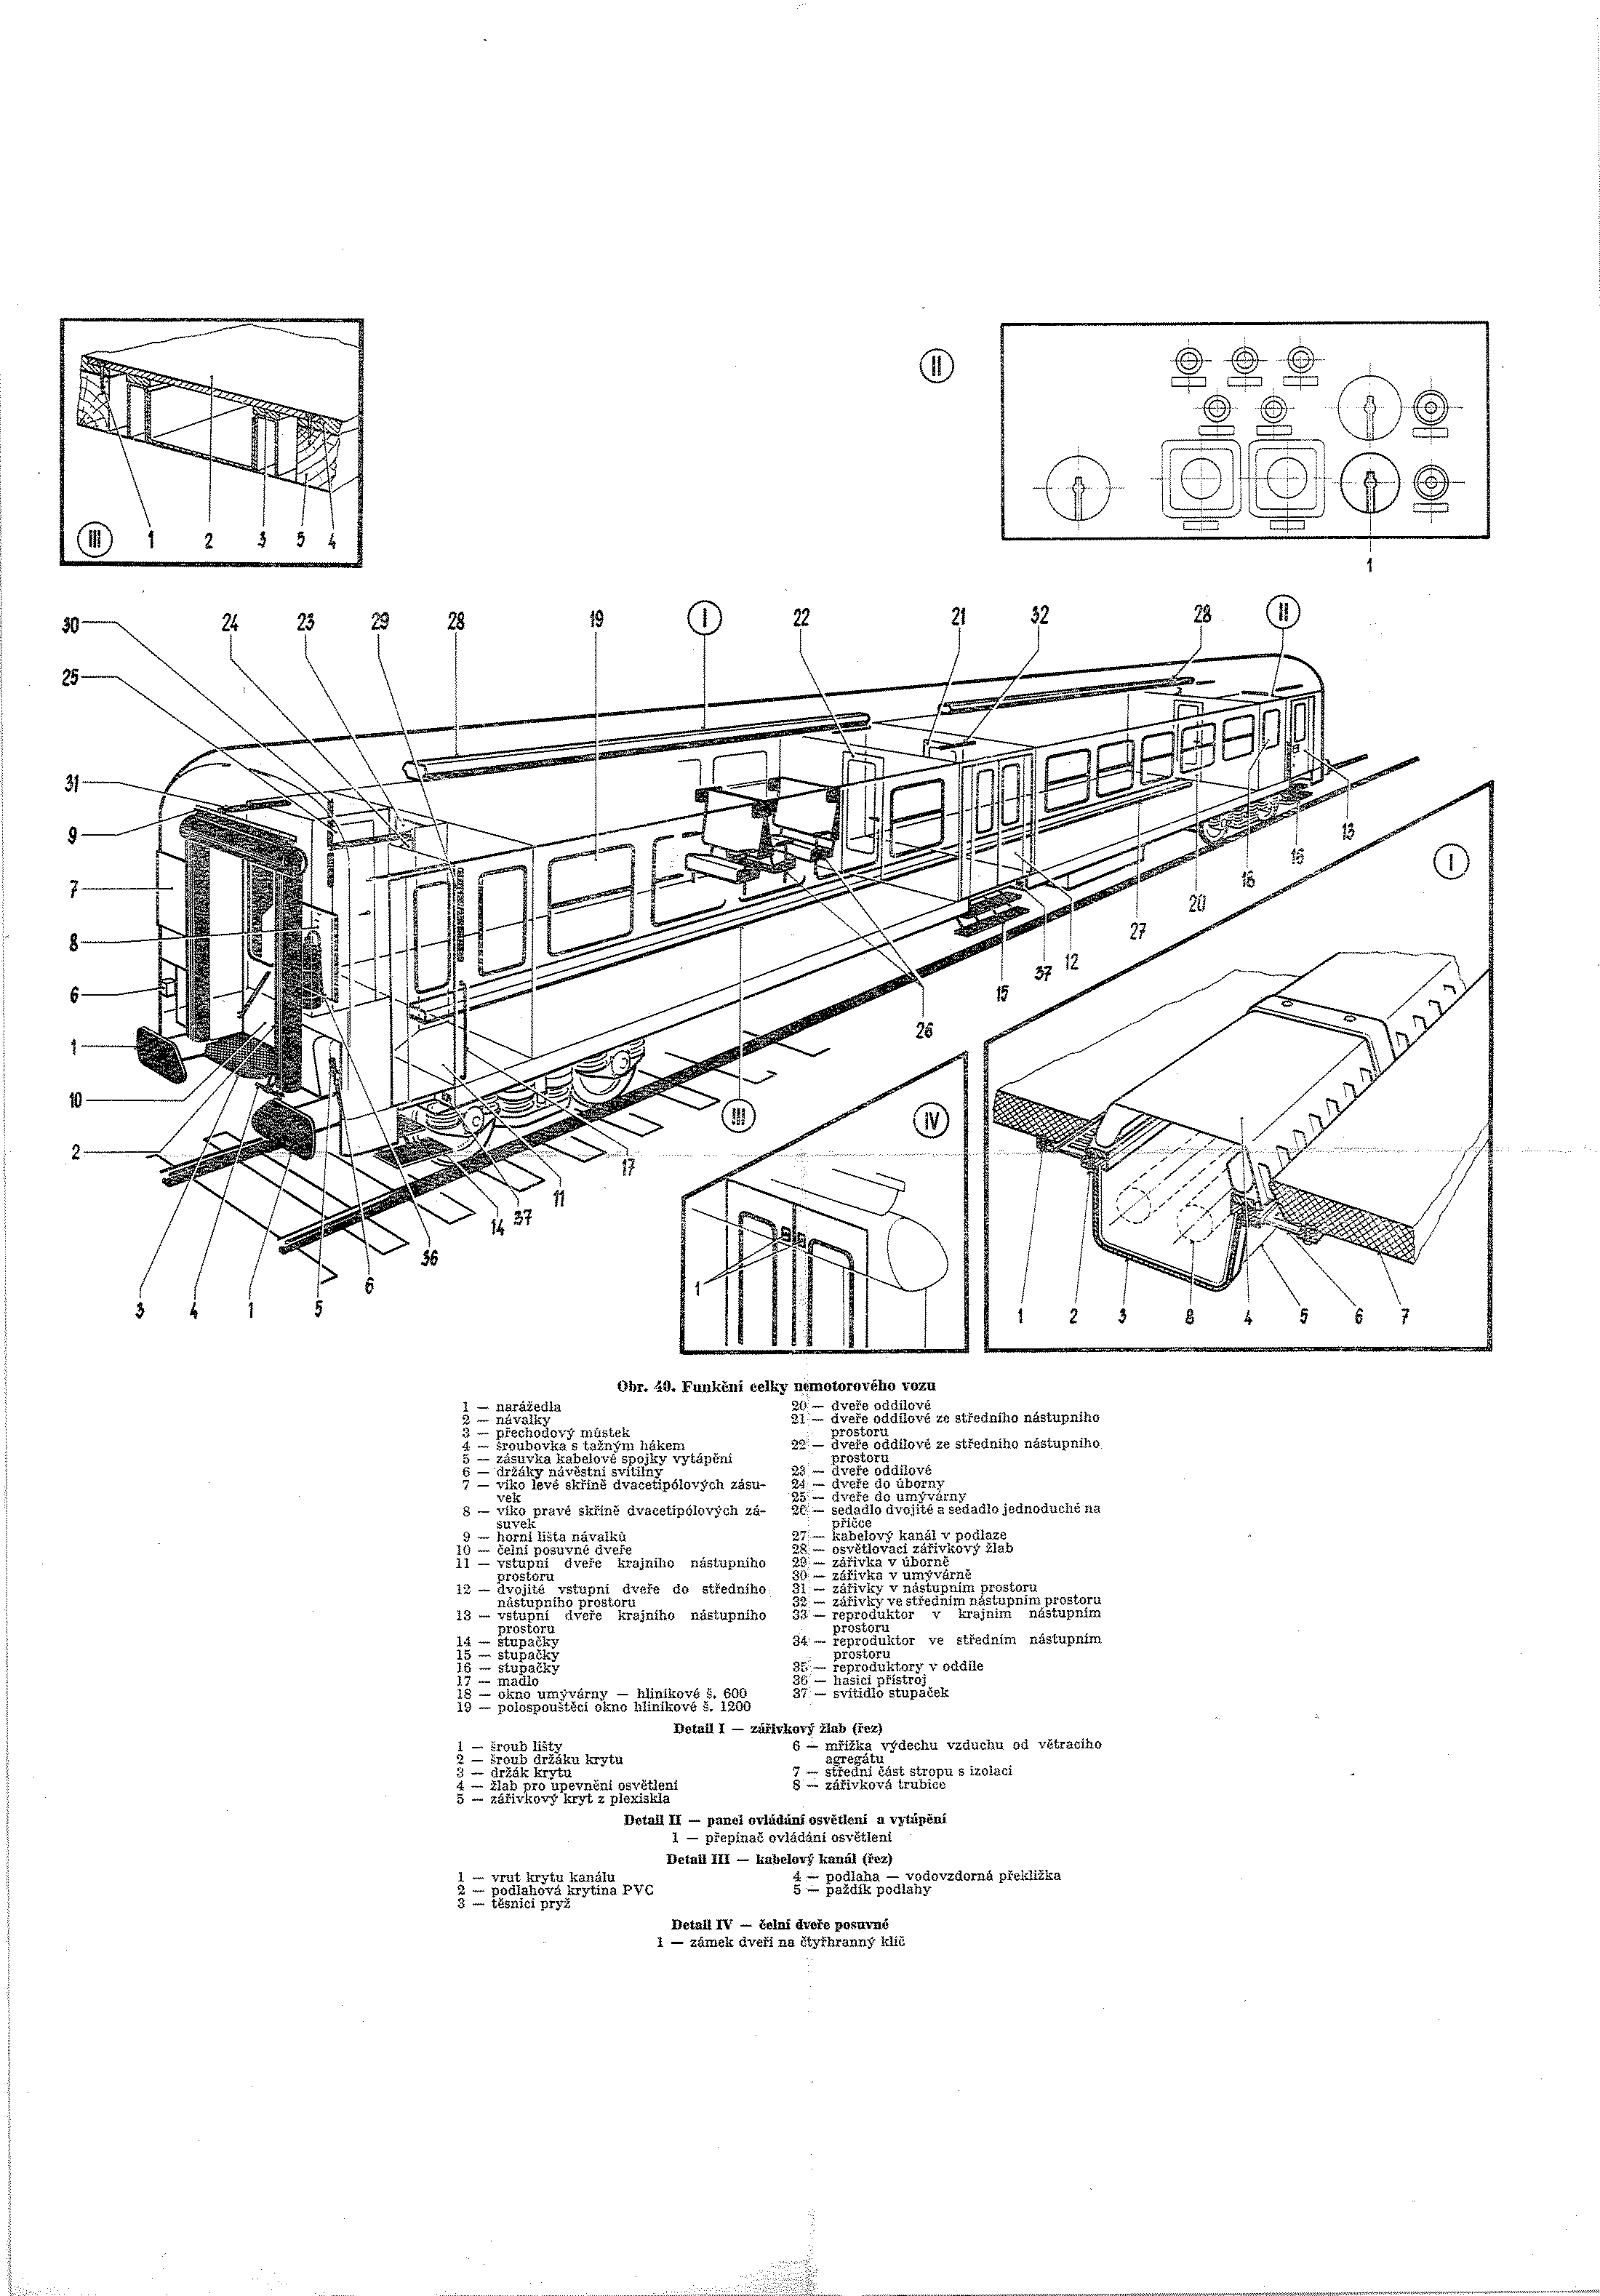 II
III 1 2 3 5 4
1
30 24 23 29 28 19 I 22 21 32 28 II
25
31
9
7
8
6
1
10
2
13
16
18
20
27
12
37
15
26
I
III
IV
17
11
37
14
36
6
5
1
4
3
1
1 2 3 8 4 5 6 7
Obr. 40. Funkční celky nemotorového vozu
1 — narážedla
2 — návalky
3 — přechodový můstek
4 — šroubovka s tažným hákem
5 — zásuvka kabelové spojky vytápění
6 — držáky návěstní svítilny
7 — víko levé skříně dvacetipólových zásu-
vek
8 — víko pravé skříně dvacetipólových zá-
suvek
9 — horní lišta návalků
10 — čelní posuvné dveře
11 — vstupní dveře krajního nástupního
prostoru
12 — dvojité vstupní dveře do středního
nástupního prostoru
13 — vstupní dveře krajního nástupního
prostoru
14 — stupačky
15 — stupačky
16 — stupačky
17 — madlo
18 — okno umývárny — hliníkové š. 600
19 — polospouštěcí okno hliníkové š. 1200
20 — dveře oddílové
21 — dveře oddílové ze středního nástupního
prostoru
22 — dveře oddílové ze středního nástupního
prostoru
23 — dveře oddílové
24 — dveře do úborny
25 — dveře do umývárny
26 — sedadlo dvojité a sedadlo jednoduché na
příčce
27 — kabelový kanál v podlaze
28 — osvětlovací zářivkový žlab
29 — zářivka v úborně
30 — zářivka v umývárně
31 — zářivky v nástupním prostoru
32 — zářivky ve středním nástupním prostoru
33 — reproduktor v krajním nástupním
prostoru
34 — reproduktor ve středním nástupním
prostoru
35 — reproduktory v oddíle
36 — hasicí přístroj
37 — svítidlo stupaček
Detail I — zářivkový žlab (řez)
1 — šroub lišty
2 — šroub držáku krytu
3 — držák krytu
4 — žlab pro upevnění osvětlení
5 — zářivkový kryt z plexiskla
6 — mřížka výdechu vzduchu od větracího
agregátu
7 — střední část stropu s izolací
8 — zářivková trubice
Detail II — panel ovládání osvětlení a vytápění
1 — přepínač ovládání osvětlení
Detail III — kabelový kanál (řez)
1 — vrut krytu kanálu
2 — podlahová krytina PVC
3 — těsnicí pryž
4 — podlaha — vodovzdorná překližka
5 — paždík podlahy
Detail IV — čelní dveře posuvné
1 — zámek dveří na čtyřhranný klíč